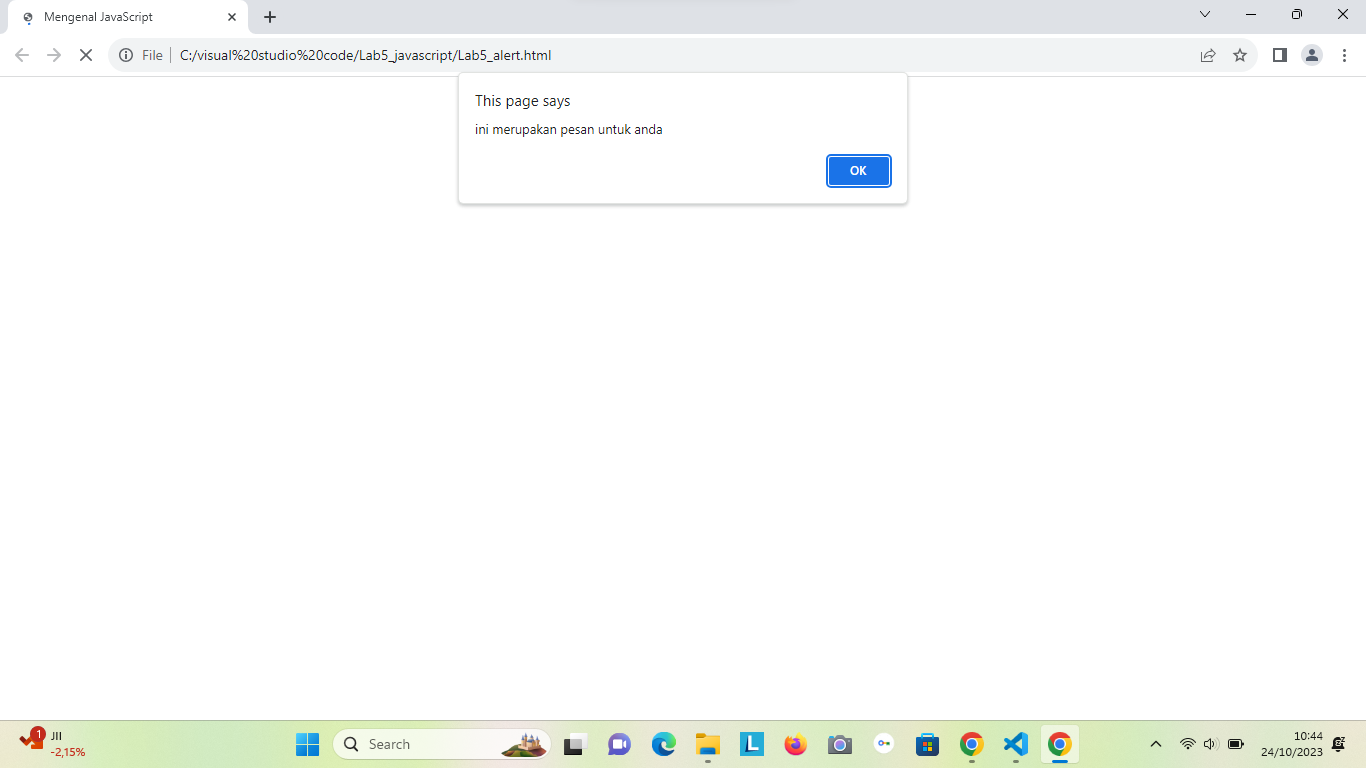 Mengenal JavaScript
File
C:/visual%20studio%20code/Lab5_javascript/Lab5_alert.html
This page says
ini merupakan pesan untuk anda
OK
1
JII
-2,15%
Search
L
10:44
24/10/2023